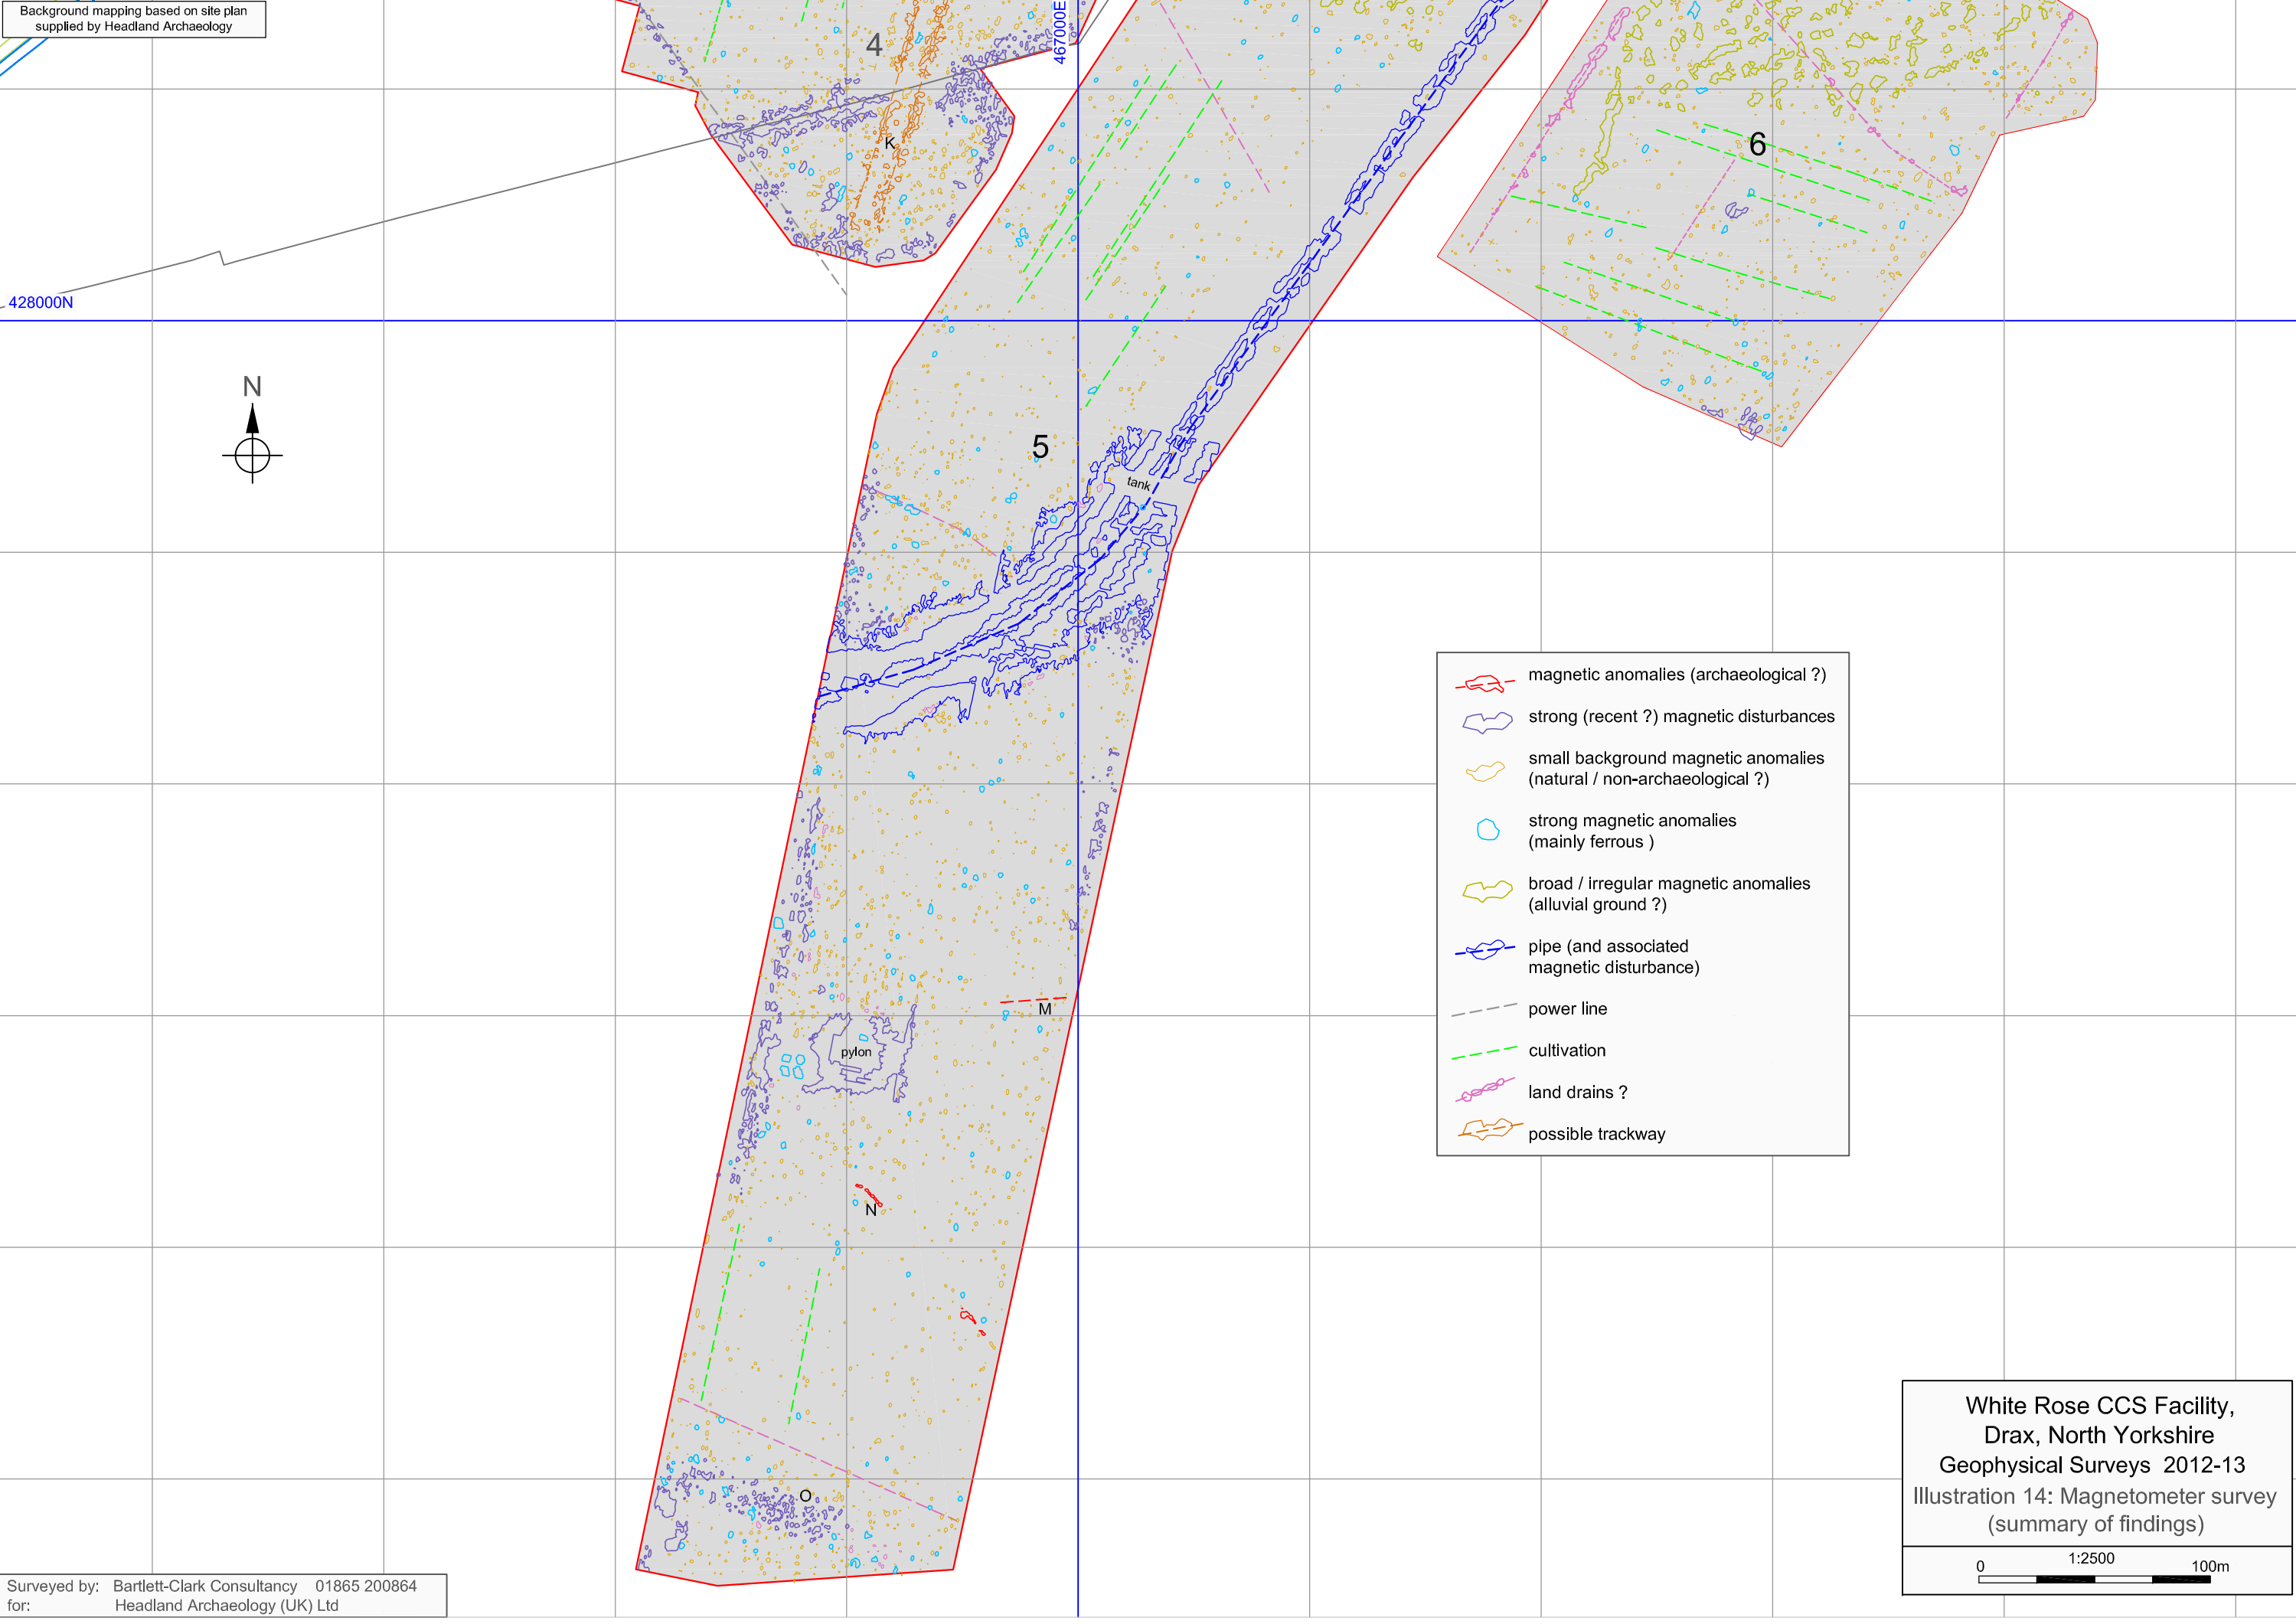 Background mapping based on site plan
supplied by Headland Archaeology
467000E
4
K
6
428000N
N
5
tank
magnetic anomalies (archaeological ?)
strong (recent ?) magnetic disturbances
small background magnetic anomalies
(natural / non-archaeological ?)
strong magnetic anomalies
(mainly ferrous )
broad / irregular magnetic anomalies
(alluvial ground ?)
pipe (and associated
magnetic disturbance)
power line
cultivation
land drains ?
possible trackway
M
pylon
N
O
White Rose CCS Facility,
Drax, North Yorkshire
Geophysical Surveys 2012-13
Illustration 14: Magnetometer survey
(summary of findings)
1:2500
0 100m
Surveyed by: Bartlett-Clark Consultancy 01865 200864
for: Headland Archaeology (UK) Ltd